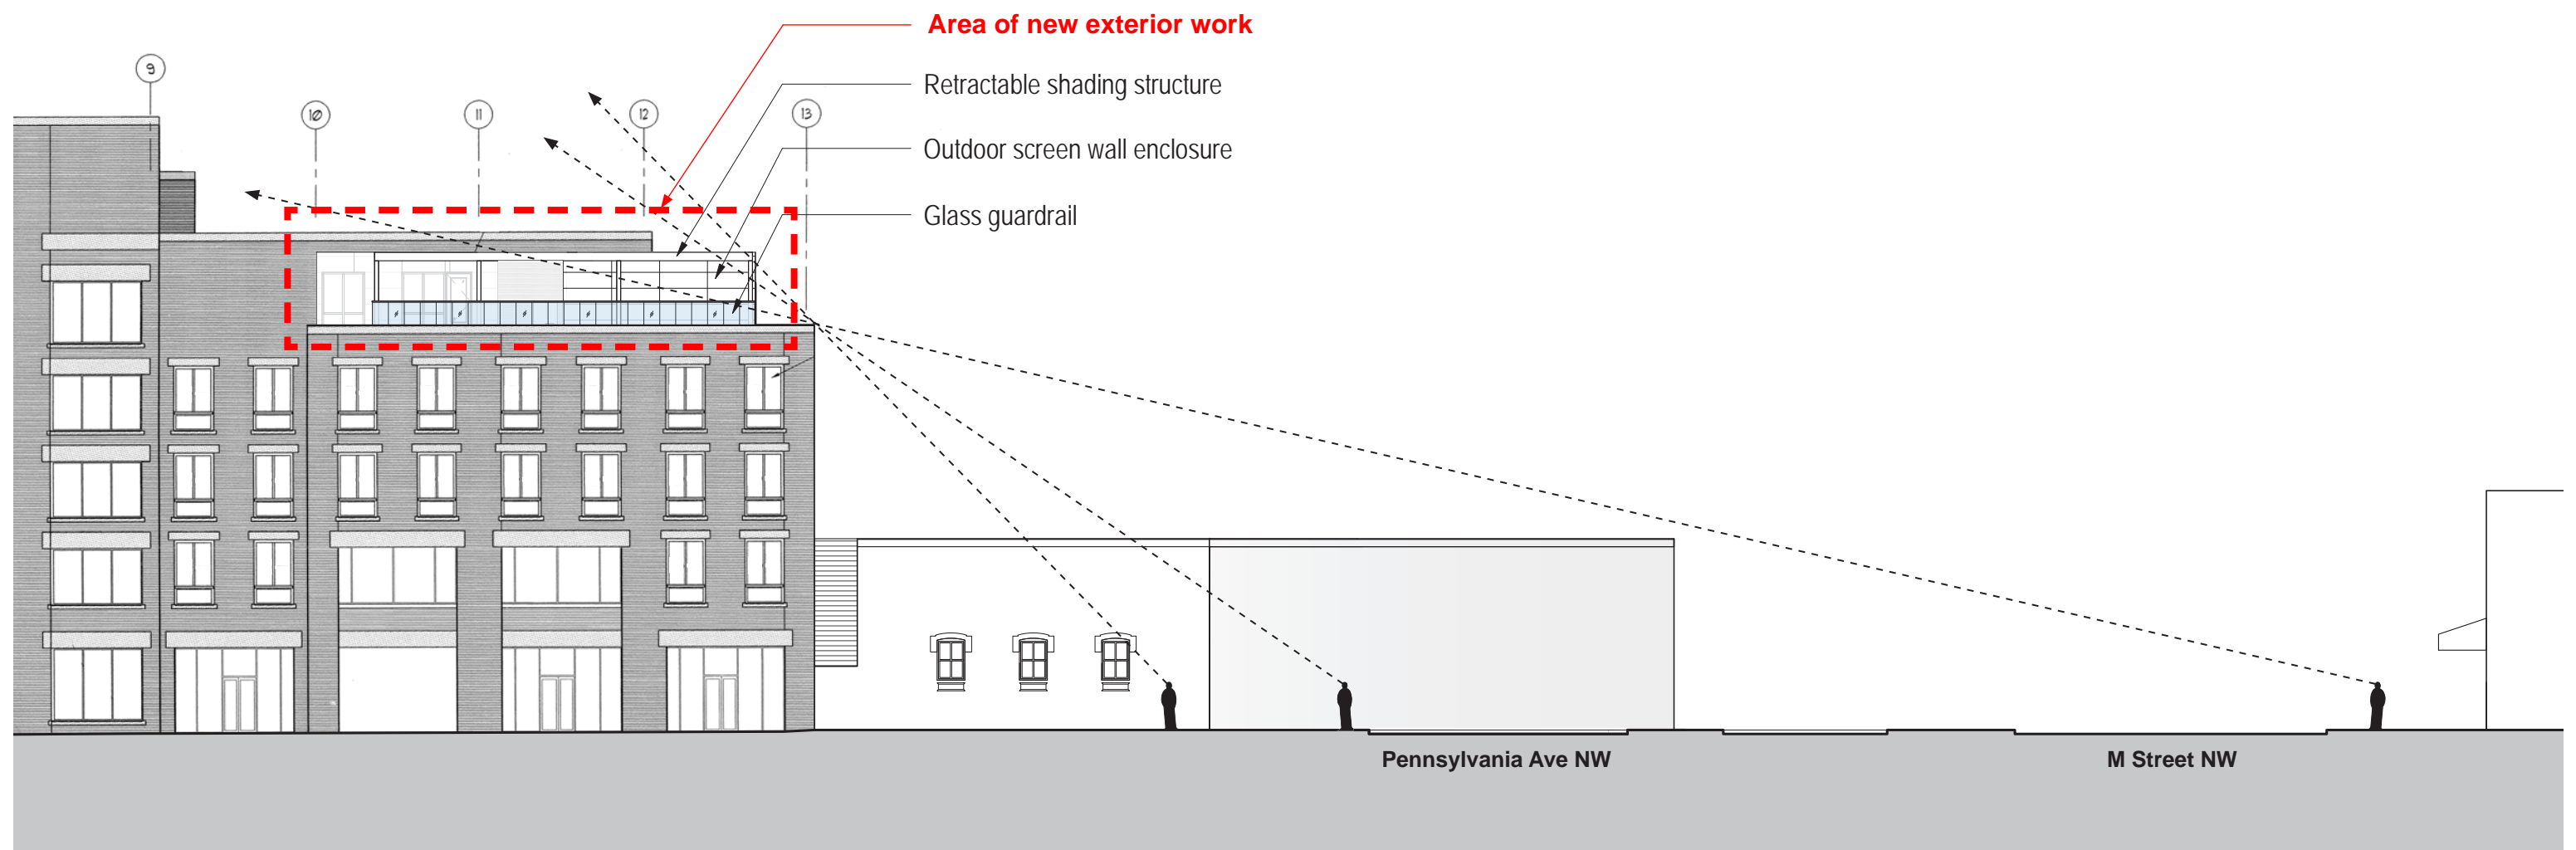 Area of new exterior work
Retractable shading structure
Outdoor screen wall enclosure
Glass guardrail
9
10
11
12
13
Pennsylvania Ave NW
M Street NW